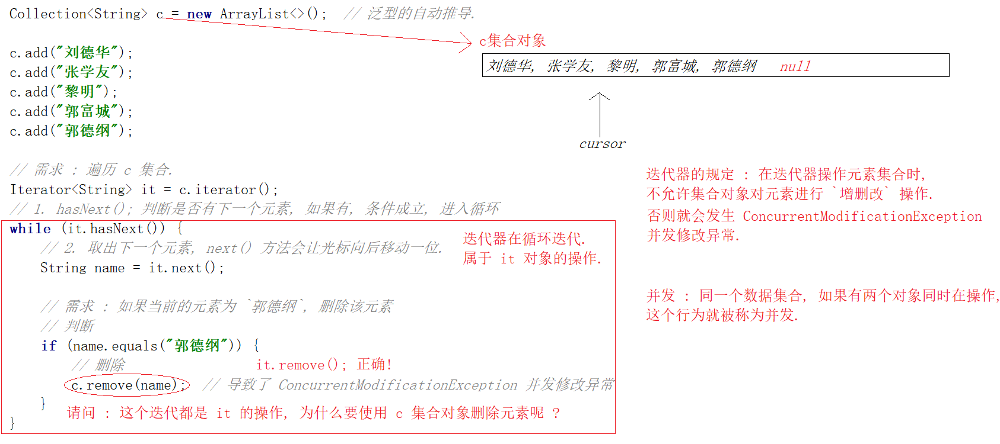 Collection<String> c = new ArrayList<>();  // 泛型的自动推导.
c集合对象
刘德华, 张学友, 黎明, 郭富城, 郭德纲   null
c.add("刘德华");
c.add("张学友");
c.add("黎明");
c.add("郭富城");
c.add("郭德纲");
cursor
// 需求 : 遍历 c 集合.
Iterator<String> it = c.iterator();
// 1. hasNext(); 判断是否有下一个元素, 如果有, 条件成立, 进入循环
迭代器的规定 : 在迭代器操作元素集合时,
不允许集合对象对元素进行 `增删改` 操作.
否则就会发生 ConcurrentModificationException
并发修改异常.
while (it.hasNext()) {
// 2. 取出下一个元素, next() 方法会让光标向后移动一位.
String name = it.next();
迭代器在循环迭代.
属于 it 对象的操作.
并发 : 同一个数据集合, 如果有两个对象同时在操作,
这个行为就被称为并发.
// 需求 : 如果当前的元素为 `郭德纲`, 删除该元素
// 判断
if (name.equals("郭德纲")) {
// 删除   it.remove(); 正确!
c.remove(name);  // 导致了 ConcurrentModificationException 并发修改异常
}
请问 : 这个迭代都是 it 的操作, 为什么要使用 c 集合对象删除元素呢 ?
}